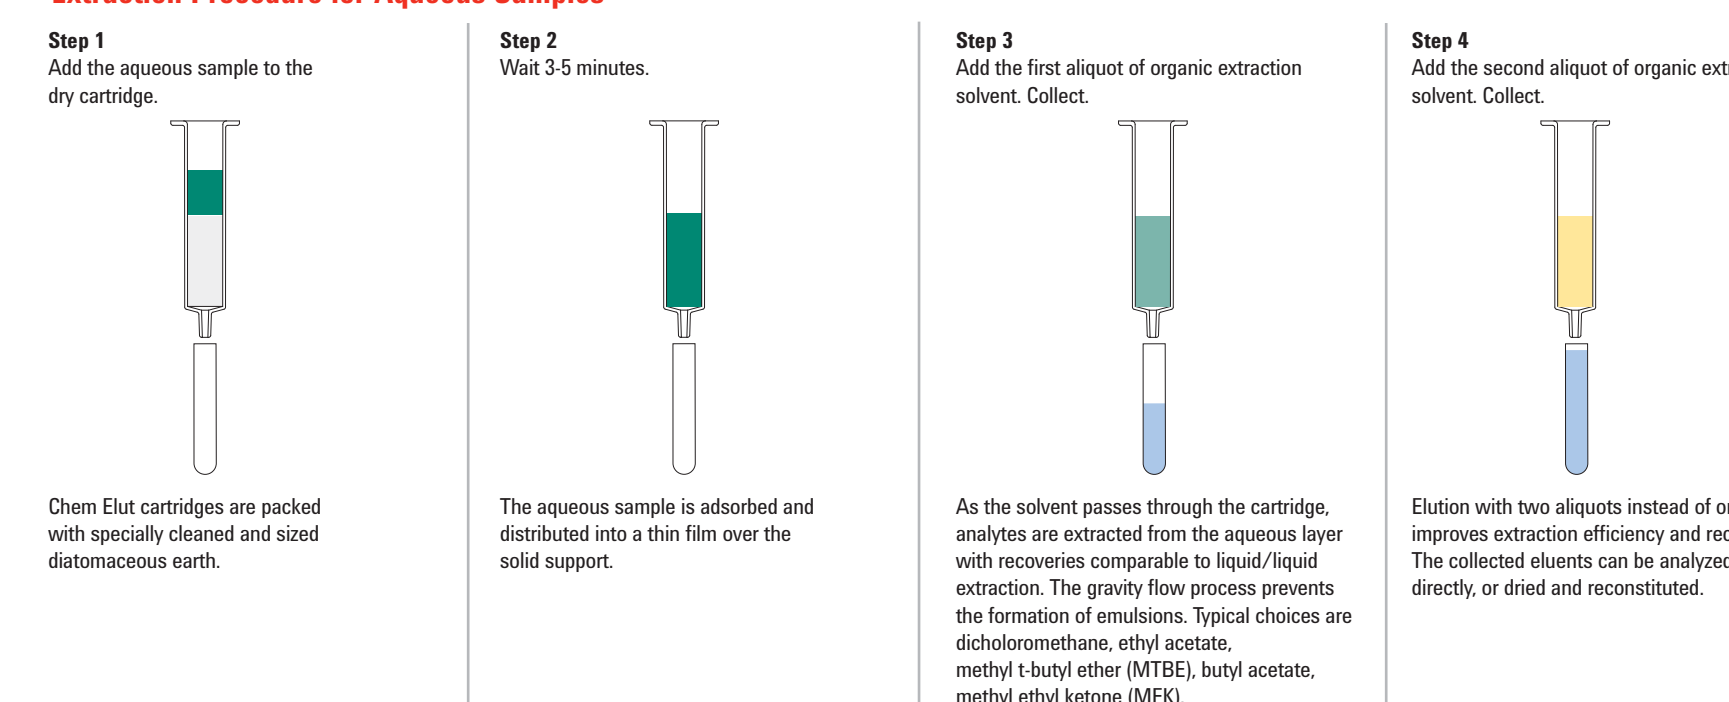 Extraction Procedure for Aqueous Samples
Step 1
Add the aqueous sample to the
dry cartridge.
Chem Elut cartridges are packed
with specially cleaned and sized
diatomaceous earth.
Step 2
Wait 3-5 minutes.
The aqueous sample is adsorbed and
distributed into a thin film over the
solid support.
Step 3
Add the first aliquot of organic extraction
solvent. Collect.
As the solvent passes through the cartridge,
analytes are extracted from the aqueous layer
with recoveries comparable to liquid/liquid
extraction. The gravity flow process prevents
the formation of emulsions. Typical choices are
dicholoromethane, ethyl acetate,
methyl t-butyl ether (MTBE), butyl acetate,
methyl ethyl ketone (MEK).
Step 4
Add the second aliquot of organic
solvent. Collect.
Elution with two aliquots instead of
improves extraction efficiency and
The collected eluents can be analyzed
directly, or dried and reconstituted.